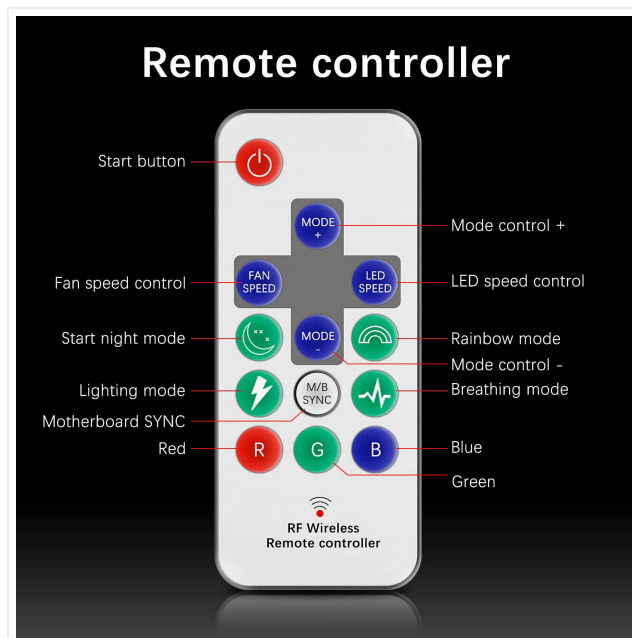 Remote controller
Start button
MODE
+
Mode control +
Fan speed control
FAN
SPEED
LED
SPEED
LED speed control
Start night mode
MODE
-
Rainbow mode
Mode control -
Lighting mode
M/B
SYNC
Breathing mode
Motherboard SYNC
Red
R
G
B
Blue
Green
RF Wireless
Remote controller